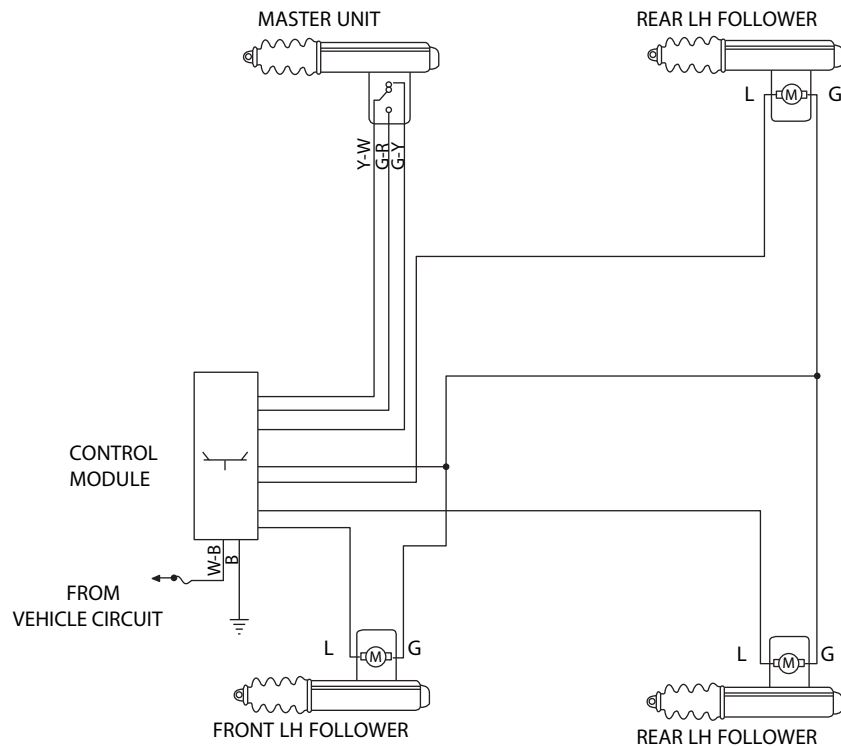 MASTER UNIT
REAR LH FOLLOWER
L
M
G
Y-W
G-R
G-Y
CONTROL
MODULE
W-B
B
FROM
VEHICLE CIRCUIT
L
M
G
FRONT LH FOLLOWER
L
M
G
REAR LH FOLLOWER